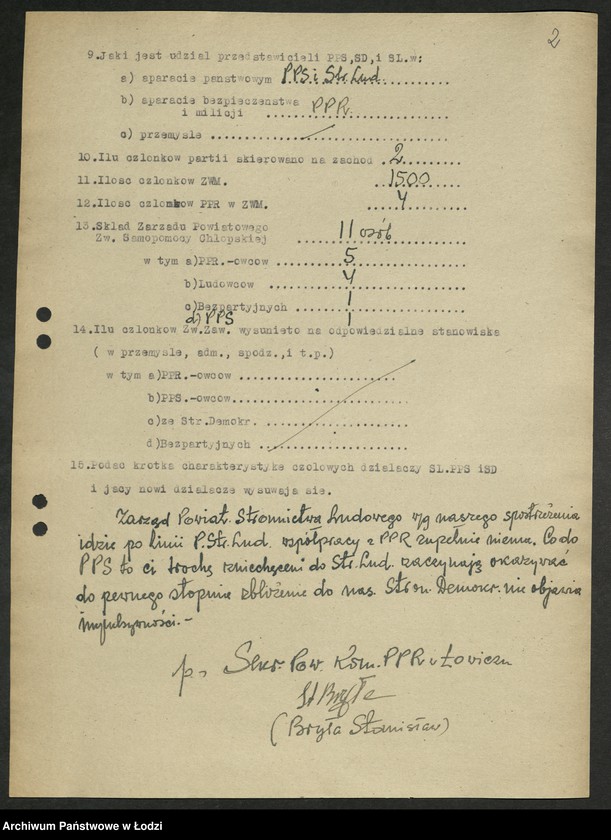 2
9.Jaki jest udzial przedstawicieli PPS,SD,i SL.w:
a) aparacie panstwowym PPS i Str. Lud.
b) aparacie bezpieczenstwa
i milicji ........ PPR ........
c) przemysle ........
10.Ilu czlonkow partii skierowano na zachod . 2 ........
11.Ilosc czlonkow ZWM. 1500
12.Ilosc czlonkow PPR w ZWM. 4
13.Sklad Zarzadu Powiatowego
Zw. Samopomocy Chlopskiej 11 osób
w tym a)PPR.-owcow 5
b)Ludowcow 4
c)Bezpartyjnych 1
d) PPS 1
14.Ilu czlonkow Zw.Zaw. wysunieto na odpowiedzialne stanowiska
( w przemysle, adm., spodz.,i t.p.)
w tym a)PPR.-owcow ........
b)PPS.-owcow ........
c)ze Str.Demokr. ........
d)Bezpartyjnych ........
15.Podac krotka charakterystyke czolowych dzialaczy SL.PPS iSD
i jacy nowi dzialacze wysuwaja sie.
Zarząd Powiat. Stronnictwa Ludowego w/g naszego spostrzeżenia
idzie po linii P.Str.Lud. współpracy z PPR zupełnie niema. Co do
PPS to ci trochę zniechęceni do Str. Lud. zaczynają okazywać
do pewnego stopnia zbliżenie do nas. Stron. Demokr. nie objawia
impulsywności.-
Sekr. Pow. Kom. PPR w Łowiczu
St Bryła
(Bryła Stanisław)
Archiwum Państwowe w Łodzi